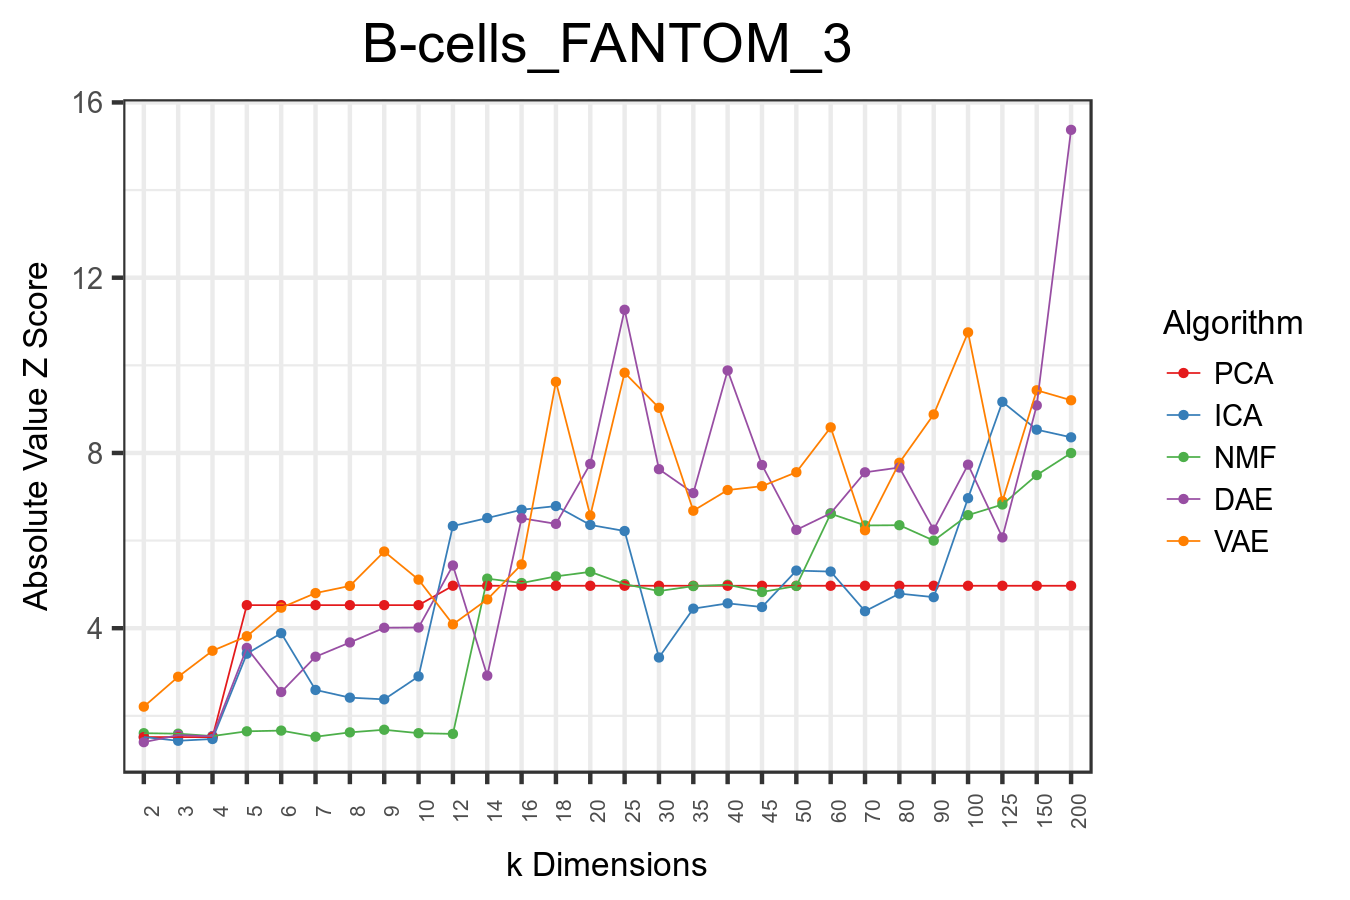 B-cells_FANTOM_3
Absolute Value Z Score
16
12
8
4
2 3 4 5 6 7 8 9 10 12 14 16 18 20 25 30 35 40 45 50 60 70 80 90 100 125 150 200
k Dimensions
Algorithm
PCA
ICA
NMF
DAE
VAE